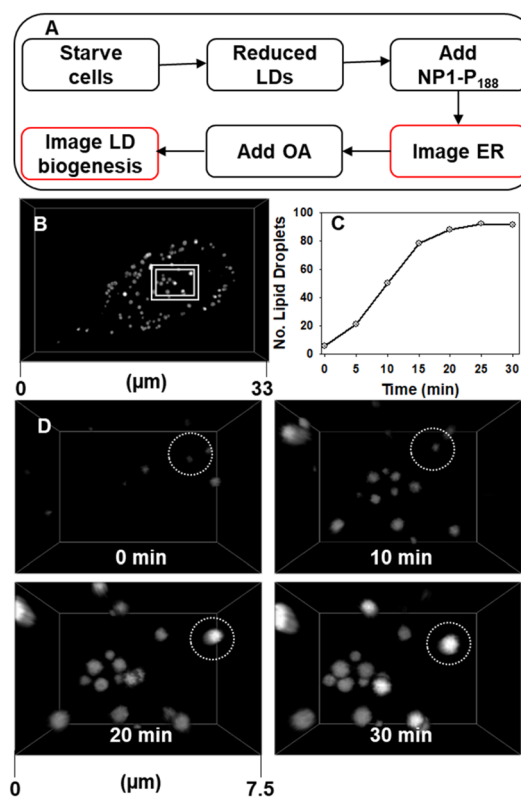 A
Starve cells
Reduced LDs
Add NP1-P188
Image LD biogenesis
Add OA
Image ER
B
0 (µm) 33
C
No. Lipid Droplets
100
80
60
40
20
0
0 5 10 15 20 25 30
Time (min)
D
0 min
10 min
20 min
30 min
0 (µm) 7.5